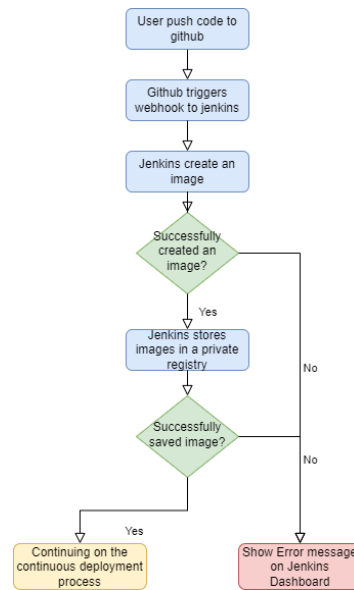 User push code to
github
Github triggers
webhook to jenkins
Jenkins create an
image
Successfully
created an
image?
Yes
Jenkins stores
images in a private
registry
No
Successfully
saved image?
No
Yes
Continuing on the
continuous deployment
process
Show Error message
on Jenkins
Dashboard